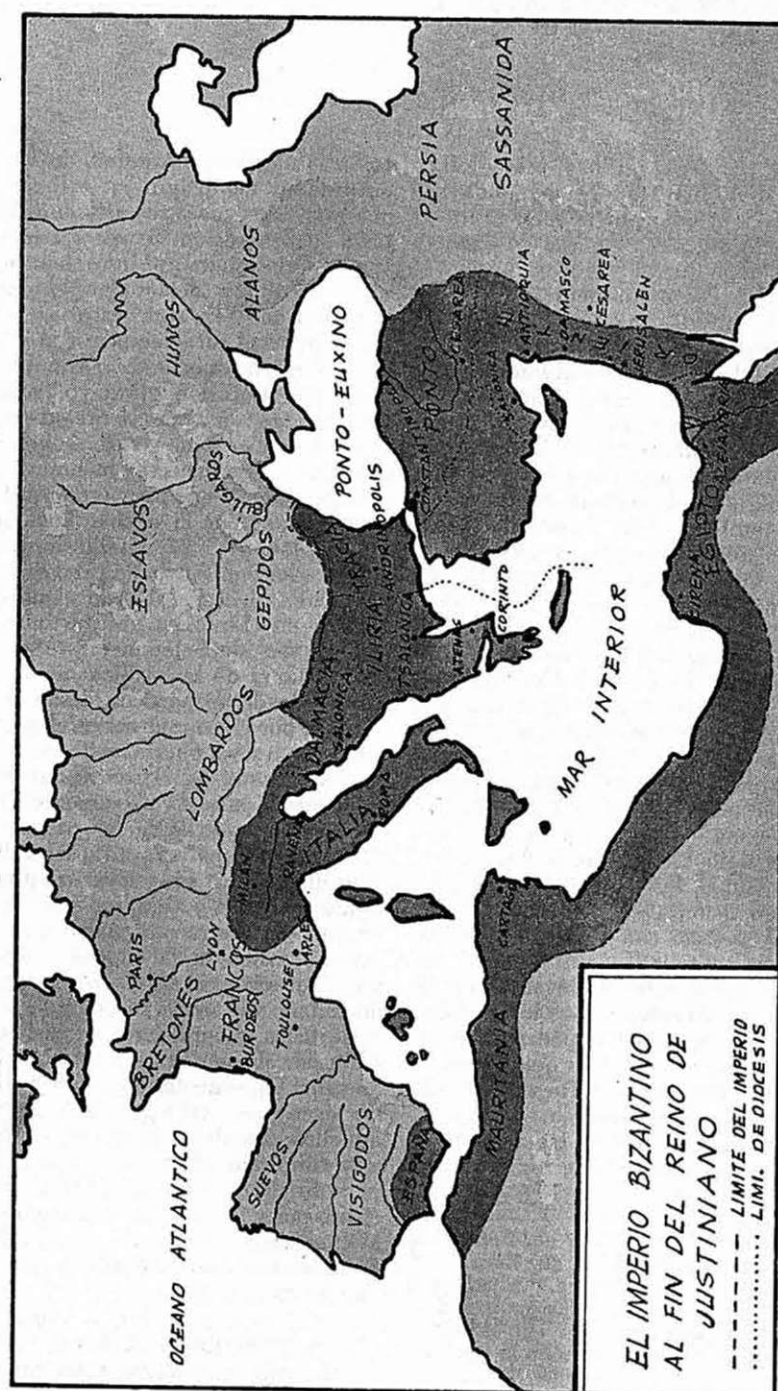 OCEANO ATLANTICO
BRETONES
PARIS
FRANCOS
LYON
BURDEOS
TOULOUSE
ARLES
SUEVOS
VISIGODOS
ESPAÑA
MAURITANIA
CARTAGO
LOMBARDOS
MILAN
RAVENA
ITALIA
ROMA
DALMACIA
SALONICA
ILIRIA
TSALONICA
TRACIA
ANDRINOPOLIS
ATENAS
CORINTO
MAR INTERIOR
ESLAVOS
GEPIDOS
BULGAROS
HUNOS
ALANOS
PONTO-EUXINO
PONTO
CESAREA
ANTIOQUIA
DAMASCO
CESAREA
JERUSALEN
CIRENA
EGIPTO
PERSIA
SASSANIDA
EL IMPERIO BIZANTINO
AL FIN DEL REINO DE
JUSTINIANO
LIMITE DEL IMPERIO
LIMI. DE DIOCESIS